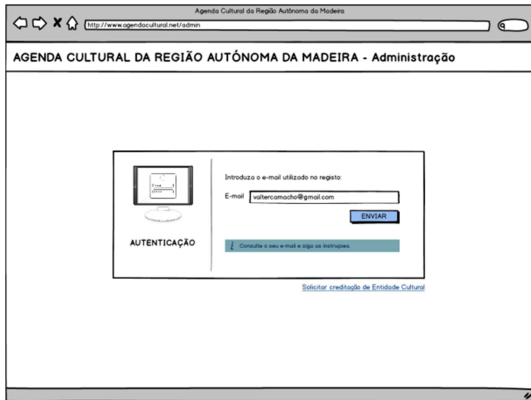 Agenda Cultural da Região Autónoma da Madeira
http://www.agendacultural.net/admin
AGENDA CULTURAL DA REGIÃO AUTÓNOMA DA MADEIRA - Administração
Introduza o e-mail utilizado no registo:
E-mail valtercamacho@gmail.com
ENVIAR
AUTENTICAÇÃO
i Consulte o seu e-mail e siga as instruçoes.
Solicitar creditação de Entidade Cultural